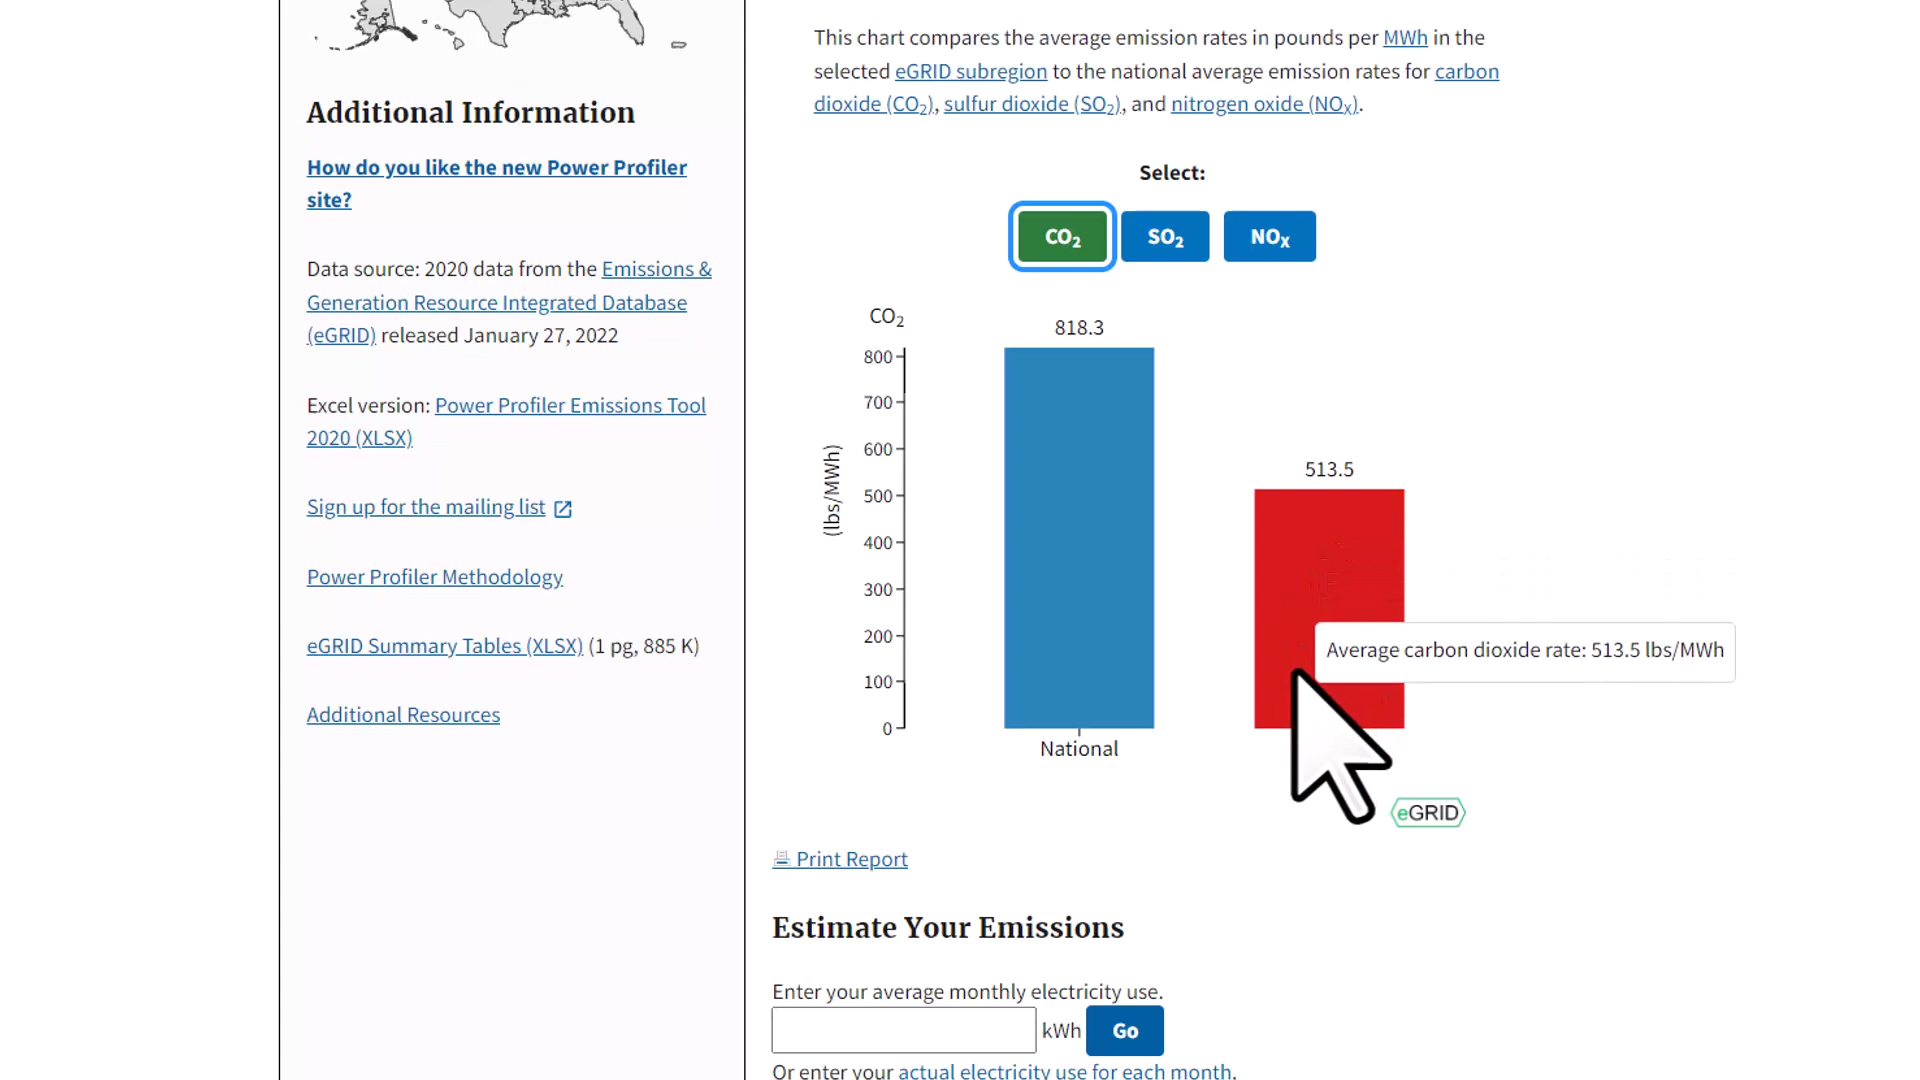 Additional Information
How do you like the new Power Profiler
site?
Data source: 2020 data from the Emissions &
Generation Resource Integrated Database
(eGRID) released January 27, 2022
Excel version: Power Profiler Emissions Tool
2020 (XLSX)
Sign up for the mailing list
Power Profiler Methodology
eGRID Summary Tables (XLSX) (1 pg, 885 K)
Additional Resources
This chart compares the average emission rates in pounds per MWh in the
selected eGRID subregion to the national average emission rates for carbon
dioxide (CO₂), sulfur dioxide (SO₂), and nitrogen oxide (NOₓ).
Select:
CO₂ SO₂ NOₓ
CO₂
(lbs/MWh)
800
700
600
500
400
300
200
100
0
818.3
513.5
Average carbon dioxide rate: 513.5 lbs/MWh
National
eGRID
Print Report
Estimate Your Emissions
Enter your average monthly electricity use.
kWh Go
Or enter your actual electricity use for each month.